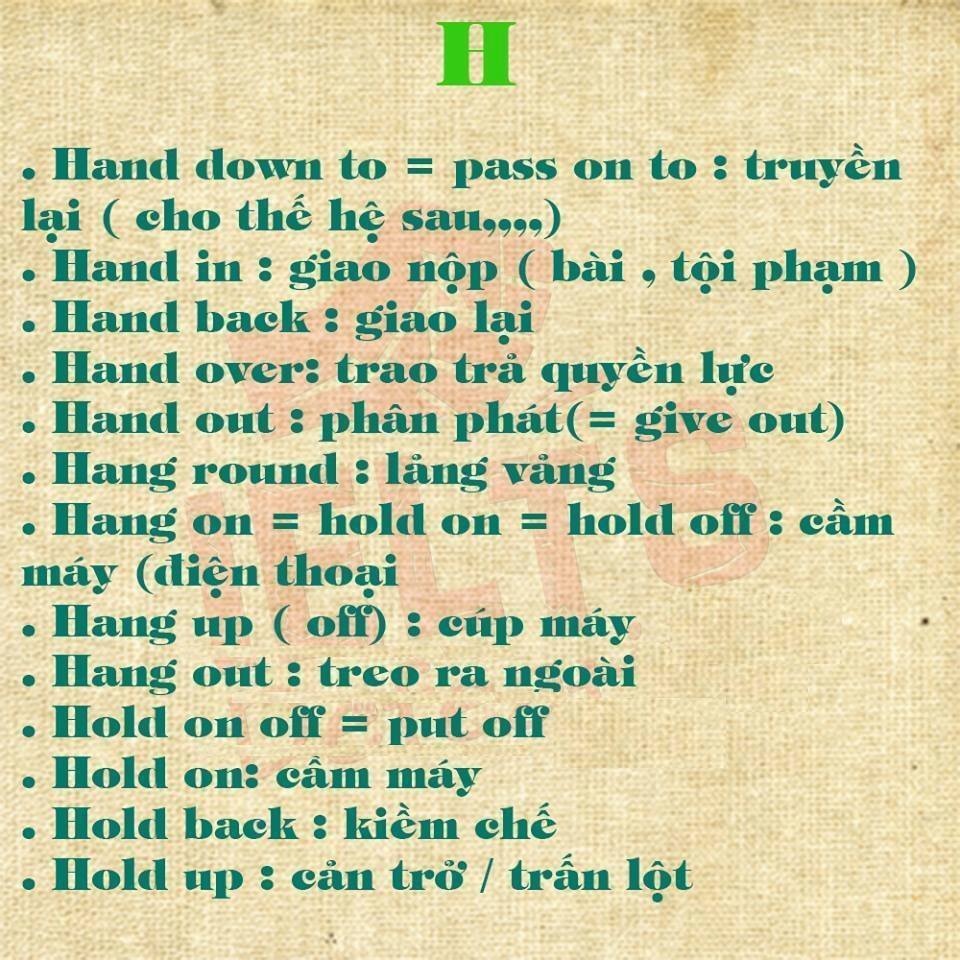 H
. Hand down to = pass on to : truyền
lại ( cho thế hệ sau,,,,)
. Hand in : giao nộp ( bài , tội phạm )
. Hand back : giao lại
. Hand over: trao trả quyền lực
. Hand out : phân phát(= give out)
. Hang round : lảng vảng
. Hang on = hold on = hold off : cầm
máy (điện thoại
. Hang up ( off) : cúp máy
. Hang out : treo ra ngoài
. Hold on off = put off
. Hold on: cầm máy
. Hold back : kiềm chế
. Hold up : cản trở / trấn lột
IELTS